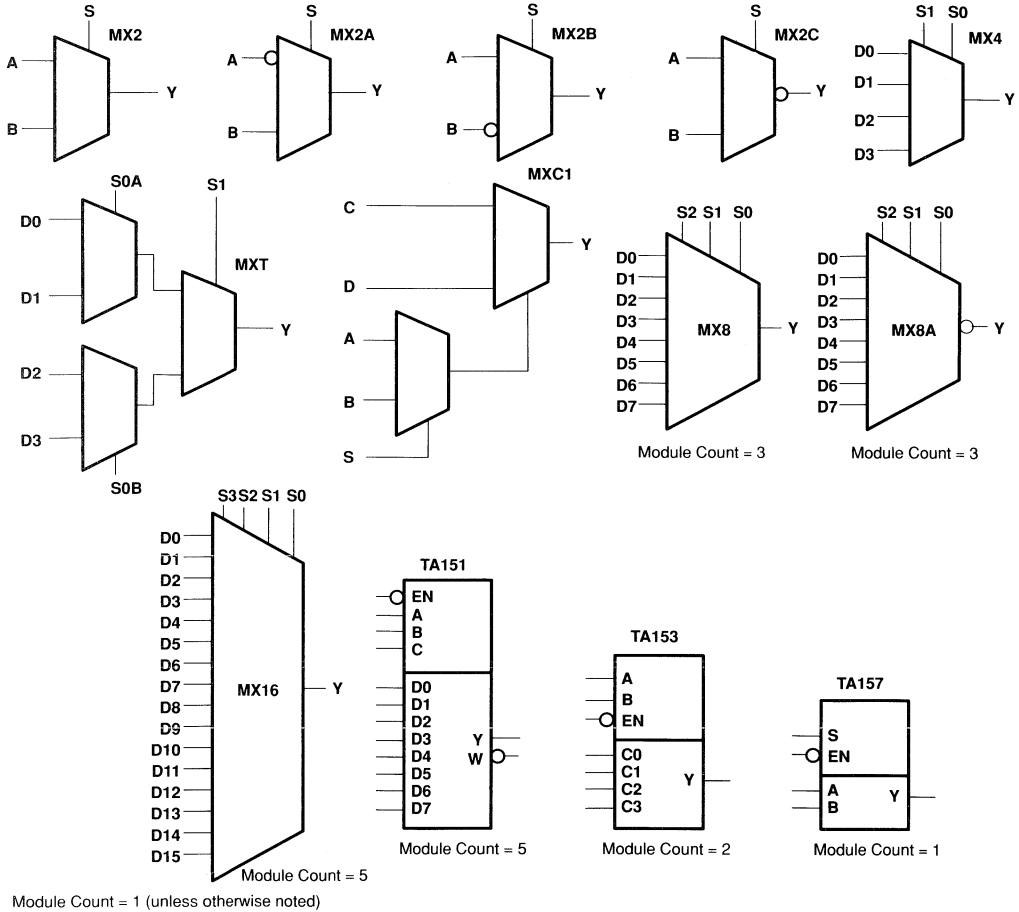 S
MX2
A
Y
B
S
MX2A
A
Y
B
S
MX2B
A
Y
B
S
MX2C
A
Y
B
S1 S0
MX4
D0
D1
D2
D3
Y
S0A
S1
D0
D1
MXT
Y
D2
D3
S0B
MXC1
C
Y
D
A
B
S
S2 S1 S0
D0
D1
D2
D3
D4
D5
D6
D7
MX8
Y
Module Count = 3
S2 S1 S0
D0
D1
D2
D3
D4
D5
D6
D7
MX8A
Y
Module Count = 3
S3 S2 S1 S0
D0
D1
D2
D3
D4
D5
D6
D7
D8
D9
D10
D11
D12
D13
D14
D15
MX16
Y
Module Count = 5
TA151
EN
A
B
C
D0
D1
D2
D3
D4
D5
D6
D7
Y
W
Module Count = 5
TA153
A
B
EN
C0
C1
C2
C3
Y
Module Count = 2
TA157
S
EN
A
B
Y
Module Count = 1
Module Count = 1 (unless otherwise noted)